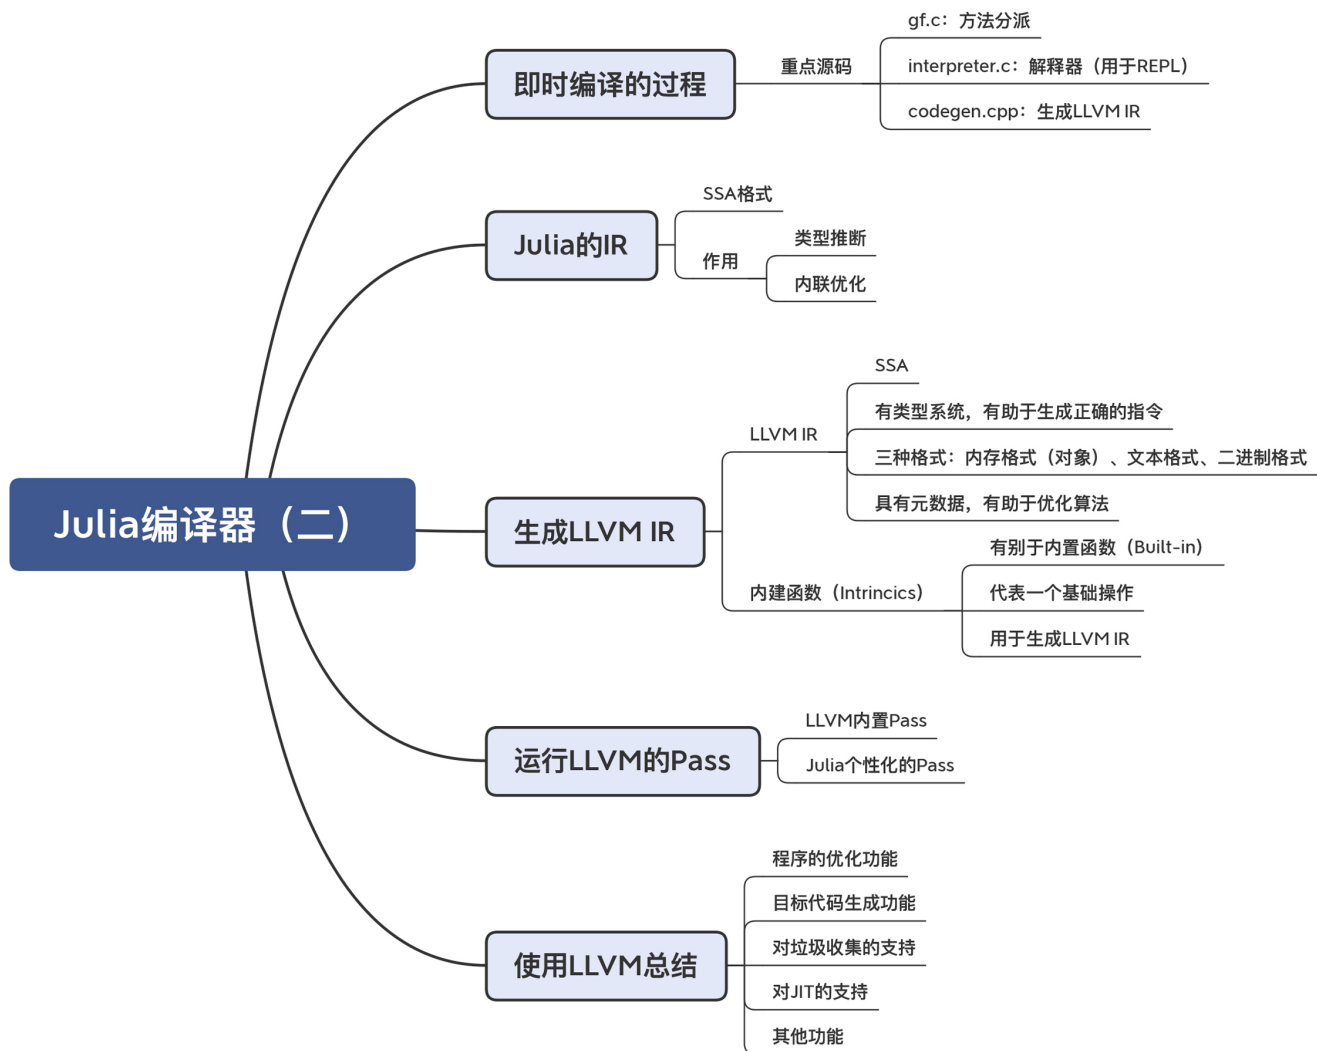 Julia编译器（二）
即时编译的过程
重点源码
gf.c：方法分派
interpreter.c：解释器（用于REPL）
codegen.cpp：生成LLVM IR
Julia的IR
SSA格式
作用
类型推断
内联优化
生成LLVM IR
LLVM IR
SSA
有类型系统，有助于生成正确的指令
三种格式：内存格式（对象）、文本格式、二进制格式
具有元数据，有助于优化算法
内建函数（Intrincics）
有别于内置函数（Built-in）
代表一个基础操作
用于生成LLVM IR
运行LLVM的Pass
LLVM内置Pass
Julia个性化的Pass
使用LLVM总结
程序的优化功能
目标代码生成功能
对垃圾收集的支持
对JIT的支持
其他功能